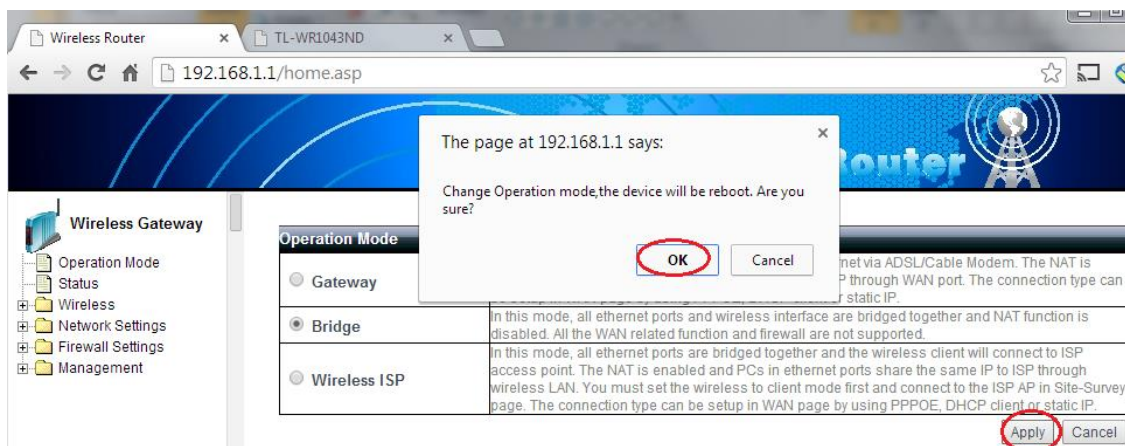 Wireless Router
TL-WR1043ND
192.168.1.1/home.asp
Router
The page at 192.168.1.1 says:
Change Operation mode,the device will be reboot. Are you
sure?
OK
Cancel
Wireless Gateway
Operation Mode
Status
Wireless
Network Settings
Firewall Settings
Management
Operation Mode
Gateway
via ADSL/Cable Modem. The NAT is
through WAN port. The connection type can
static IP.
Bridge
In this mode, all ethernet ports and wireless interface are bridged together and NAT function is
disabled. All the WAN related function and firewall are not supported.
Wireless ISP
In this mode, all ethernet ports are bridged together and the wireless client will connect to ISP
access point. The NAT is enabled and PCs in ethernet ports share the same IP to ISP through
wireless LAN. You must set the wireless to client mode first and connect to the ISP AP in Site-Survey
page. The connection type can be setup in WAN page by using PPPOE, DHCP client or static IP.
Apply
Cancel